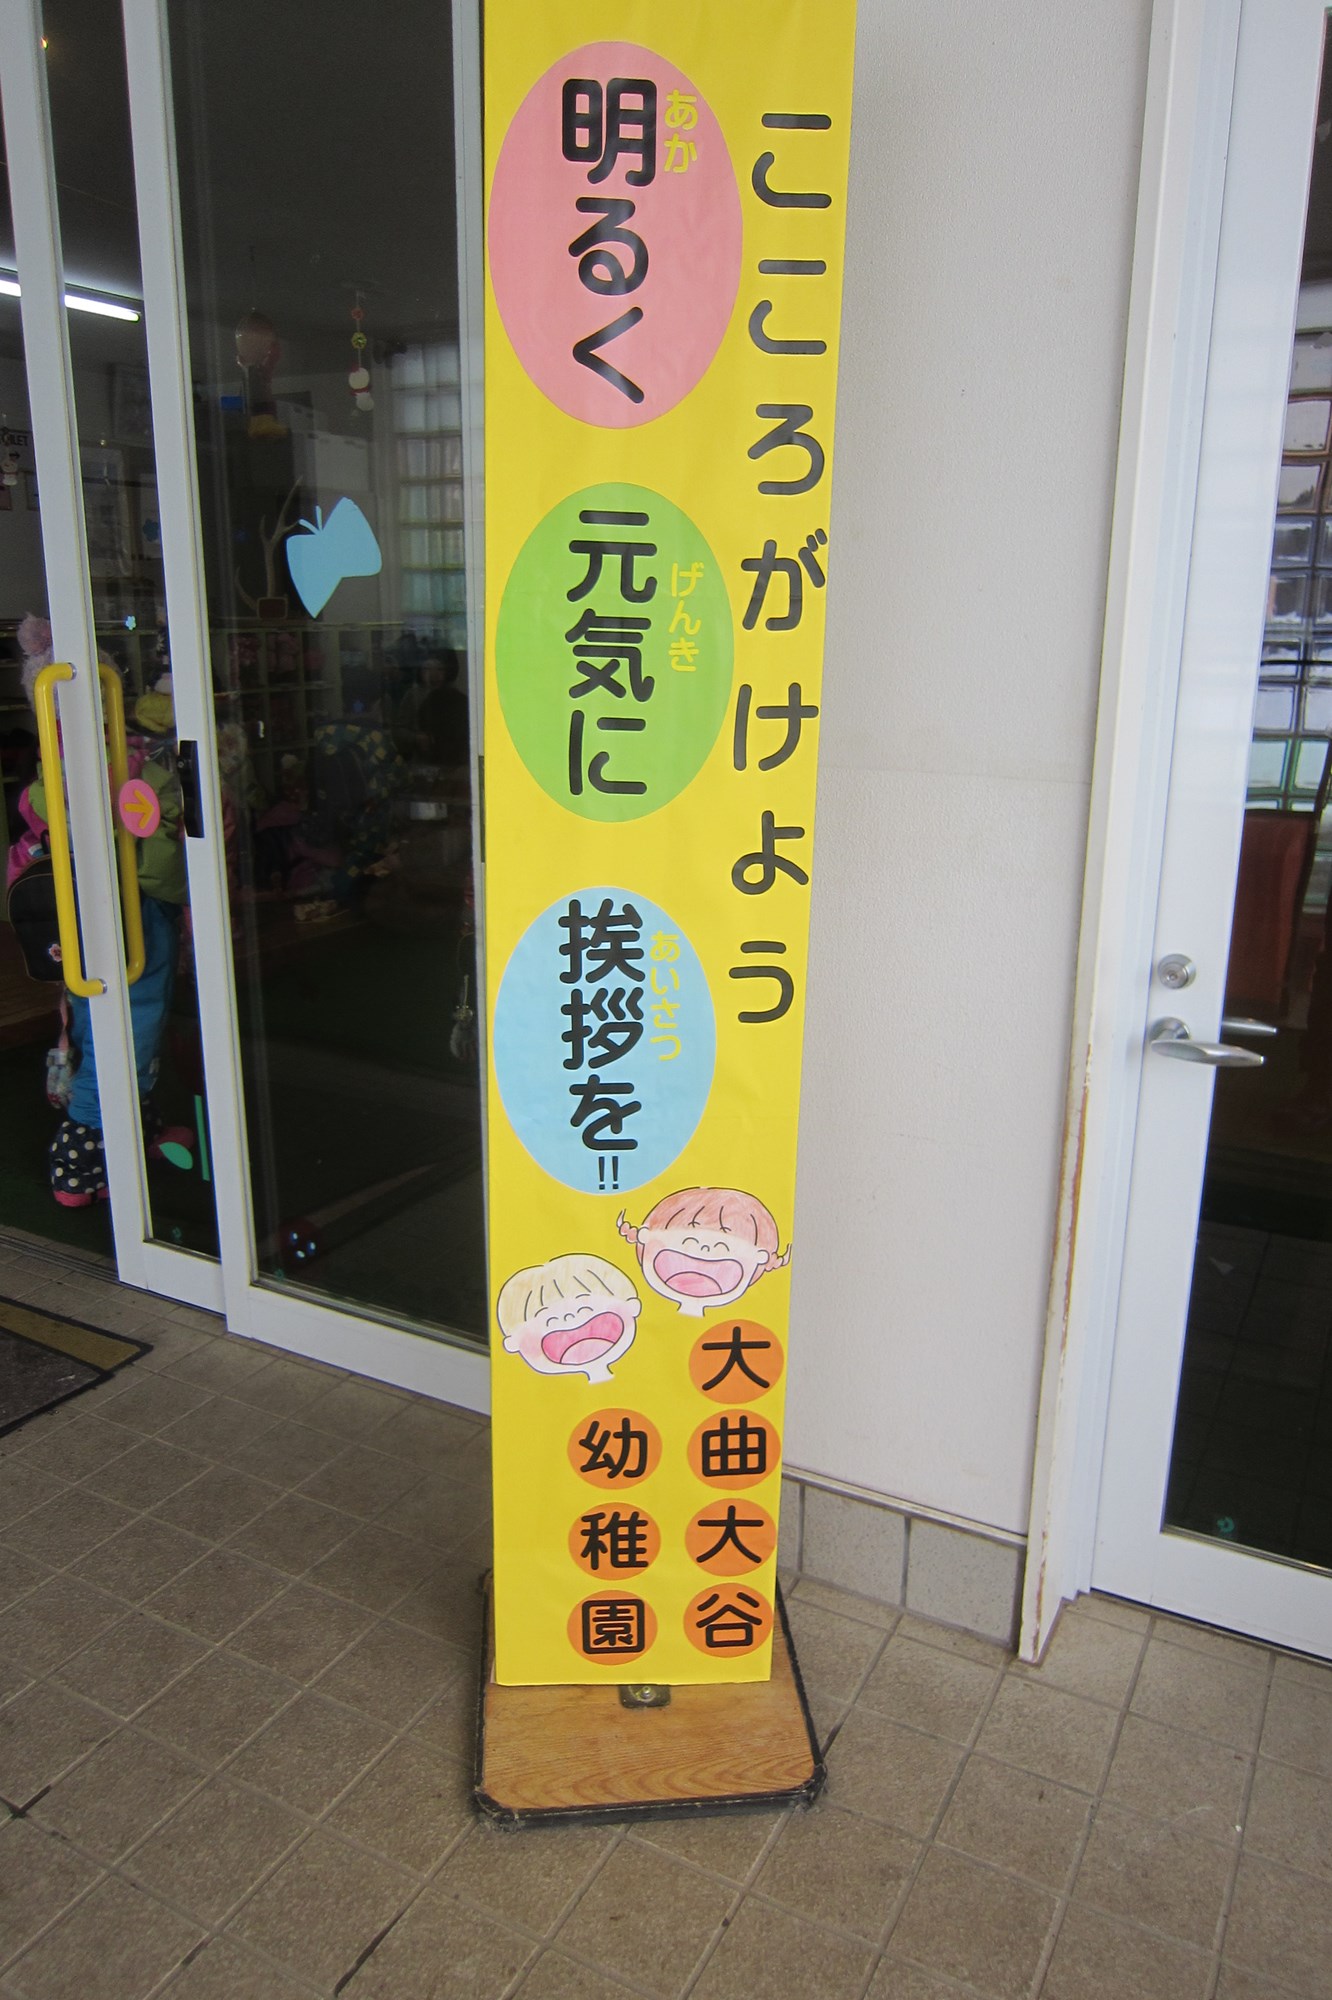 こころがけよう
明るく
あか
元気に
げんき
挨拶を!!
あいさつ
大曲大谷
幼稚園